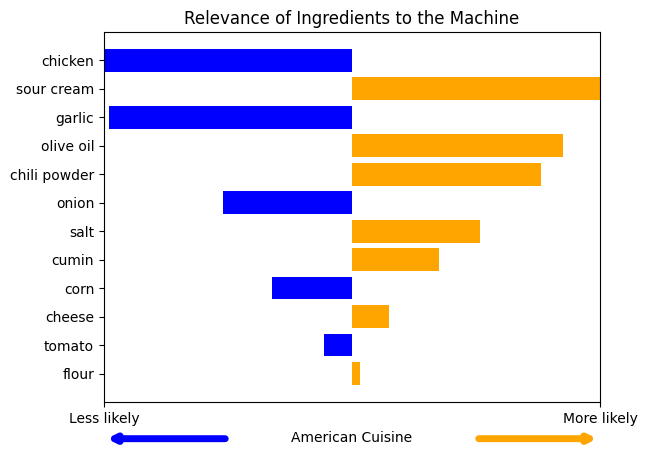 Relevance of Ingredients to the Machine
chicken
sour cream
garlic
olive oil
chili powder
onion
salt
cumin
corn
cheese
tomato
flour
Less likely
More likely
American Cuisine